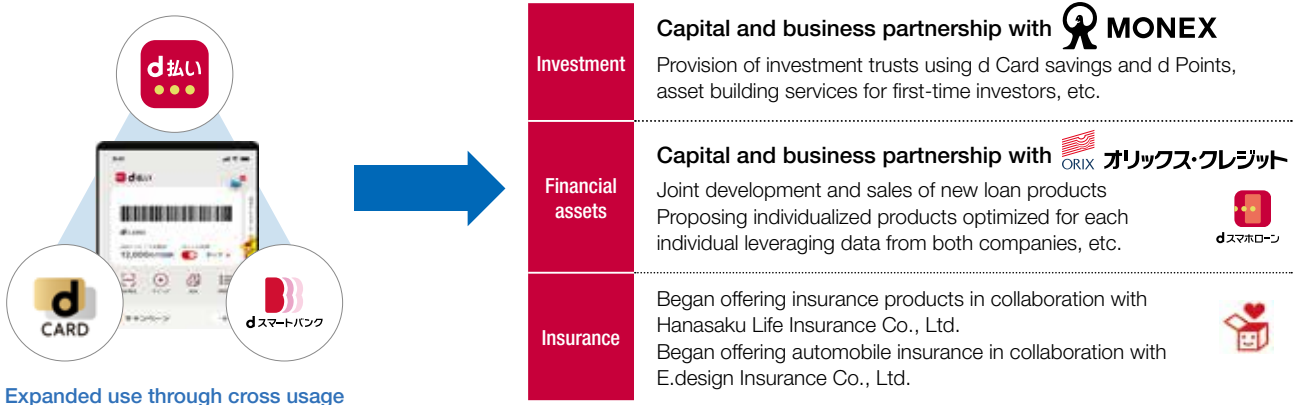 d払い
d払い
d
CARD
dスマートバンク
Expanded use through cross usage
Investment
Capital and business partnership with MONEX
Provision of investment trusts using d Card savings and d Points,
asset building services for first-time investors, etc.
Financial
assets
Capital and business partnership with ORIX オリックス・クレジット
Joint development and sales of new loan products
Proposing individualized products optimized for each
individual leveraging data from both companies, etc.
dスマホローン
Insurance
Began offering insurance products in collaboration with
Hanasaku Life Insurance Co., Ltd.
Began offering automobile insurance in collaboration with
E.design Insurance Co., Ltd.